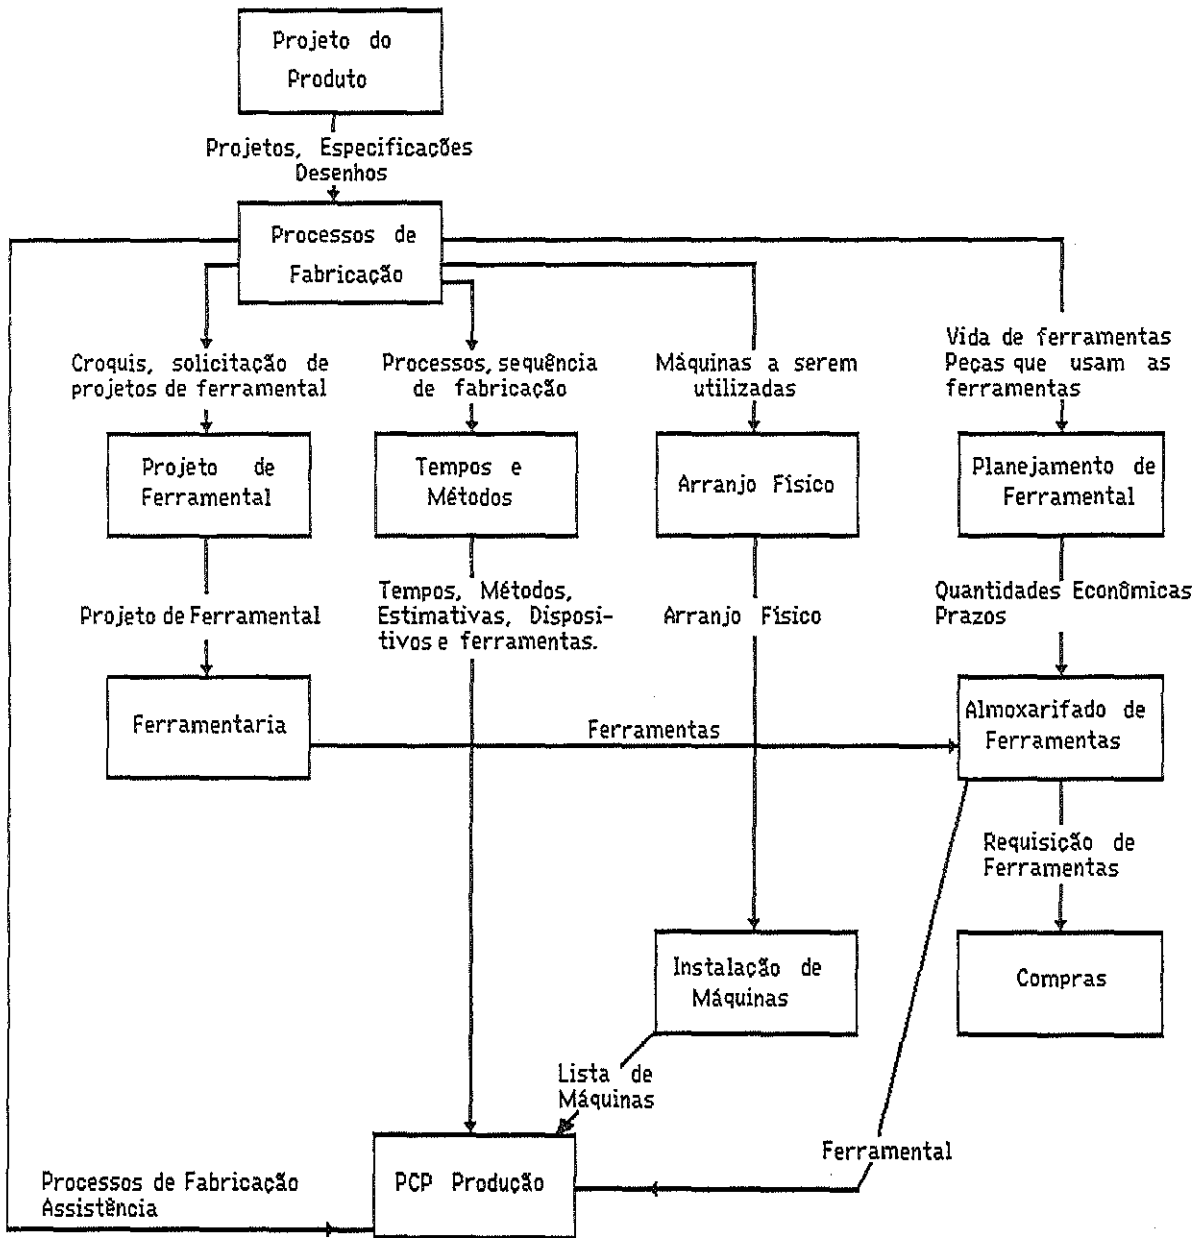 Projeto do
Produto
Projetos, Especificações
Desenhos
Processos de
Fabricação
Croquis, solicitação de
projetos de ferramental
Processos, sequência
de fabricação
Máquinas a serem
utilizadas
Vida de ferramentas
Peças que usam as
ferramentas
Projeto de
Ferramental
Tempos e
Métodos
Arranjo Físico
Planejamento de
Ferramental
Projeto de Ferramental
Tempos, Métodos,
Estimativas, Disposi-
tivos e ferramentas.
Arranjo Físico
Quantidades Econômicas
Prazos
Ferramentaria
Ferramentas
Almoxarifado de
Ferramentas
Requisição de
Ferramentas
Instalação de
Máquinas
Compras
Lista de
Máquinas
Ferramental
PCP Produção
Processos de Fabricação
Assistência